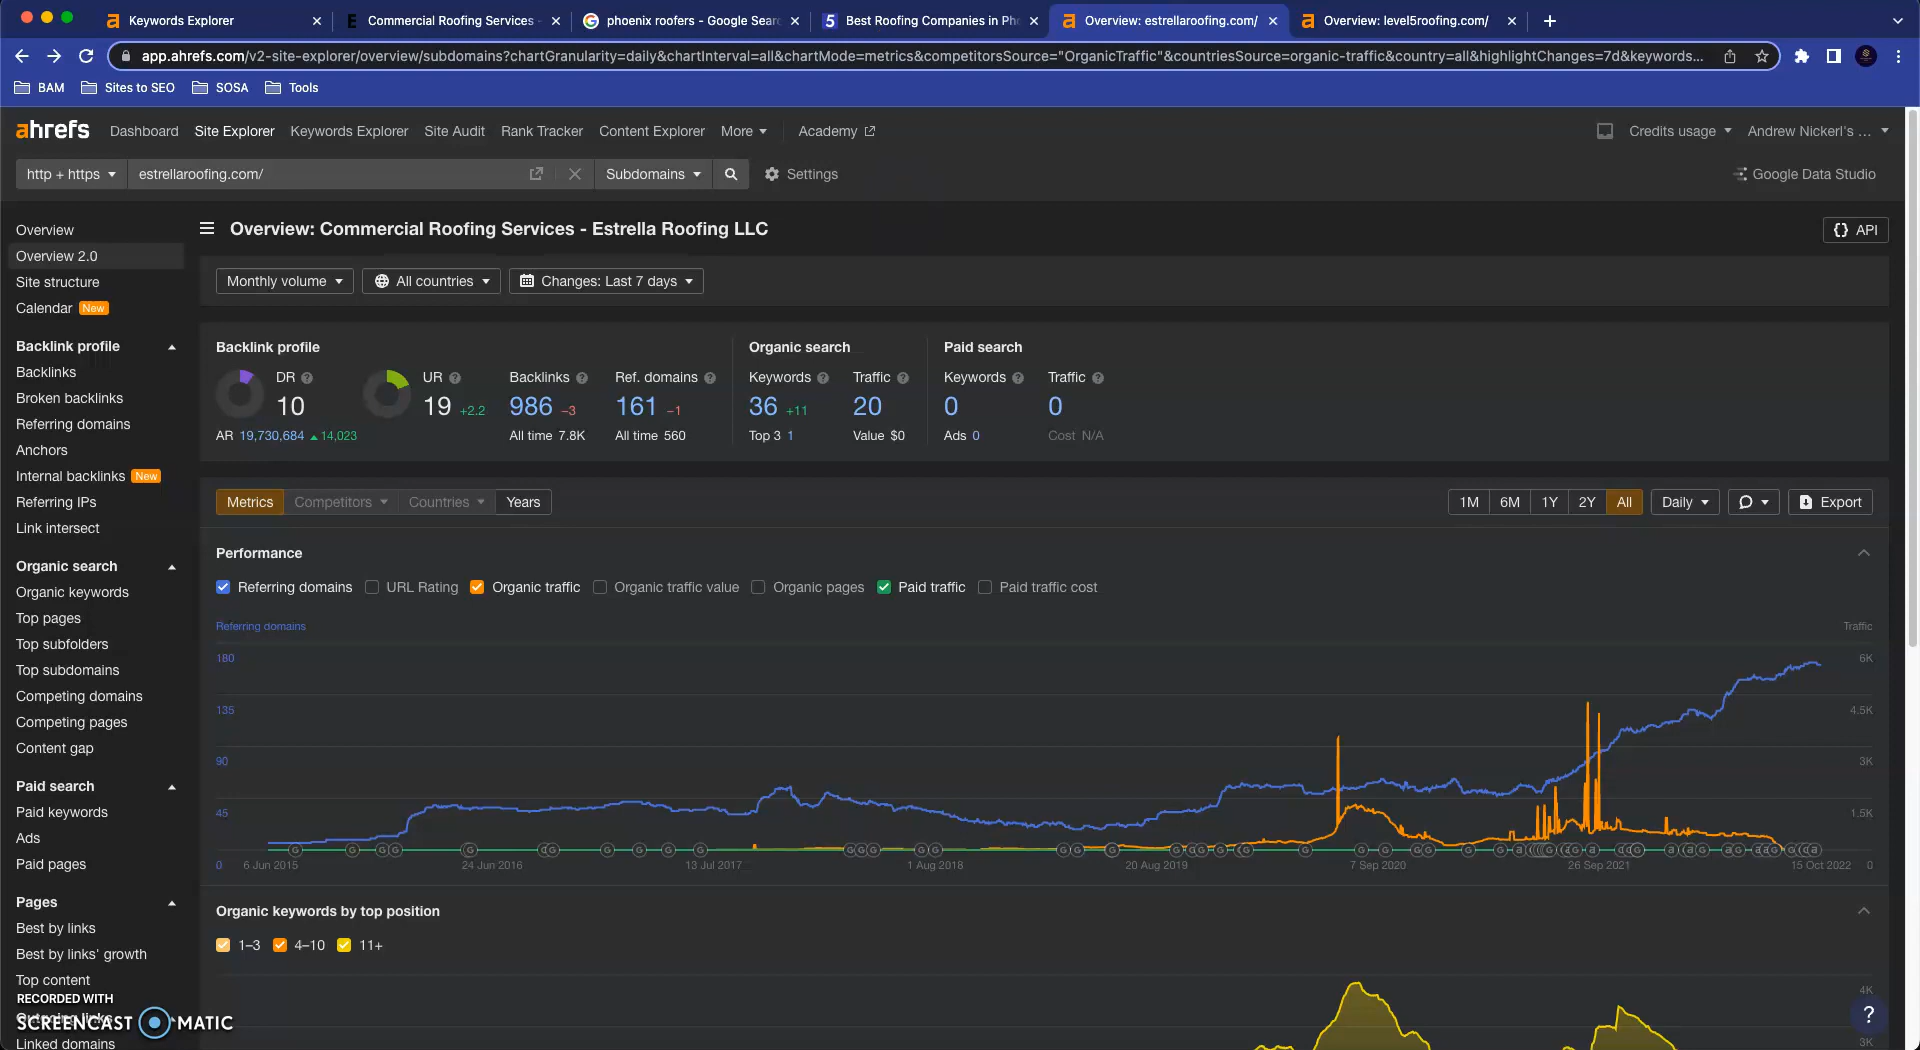 Keywords Explorer
Commercial Roofing Services -
phoenix roofers - Google Sear
Best Roofing Companies in Pho
Overview: estrellaroofing.com/
Overview: level5roofing.com/
app.ahrefs.com/v2-site-explorer/overview/subdomains?chartGranularity=daily&chartInterval=all&chartMode=metrics&competitorsSource="OrganicTraffic"&countriesSource=organic-traffic&country=all&highlightChanges=7d&keywords...
BAM Sites to SEO SOSA Tools
ahrefs Dashboard Site Explorer Keywords Explorer Site Audit Rank Tracker Content Explorer More Academy Credits usage Andrew Nickerl's ...
http + https estrellaroofing.com/ Subdomains Settings Google Data Studio
Overview
Overview 2.0
Site structure
Calendar New
Backlink profile
Backlinks
Broken backlinks
Referring domains
Anchors
Internal backlinks New
Referring IPs
Link intersect
Organic search
Organic keywords
Top pages
Top subfolders
Top subdomains
Competing domains
Competing pages
Content gap
Paid search
Paid keywords
Ads
Paid pages
Pages
Best by links
Best by links' growth
Top content
Linked domains
RECORDED WITH
SCREENCAST MATIC
Overview: Commercial Roofing Services - Estrella Roofing LLC
{} API
Monthly volume All countries Changes: Last 7 days
Backlink profile
DR 10
AR 19,730,684 14,023
UR 19 +2.2
Backlinks
986 -3
All time 7.8K
Ref. domains
161 -1
All time 560
Organic search
Keywords
36 +11
Top 3 1
Traffic
20
Value $0
Paid search
Keywords
0
Ads 0
Traffic
0
Cost N/A
Metrics Competitors Countries Years
1M 6M 1Y 2Y All Daily Export
Performance
Referring domains URL Rating Organic traffic Organic traffic value Organic pages Paid traffic Paid traffic cost
Referring domains Traffic
180 6K
135 4.5K
90 3K
45 1.5K
0 6 Jun 2015 24 Jun 2016 13 Jul 2017 1 Aug 2018 20 Aug 2019 7 Sep 2020 26 Sep 2021 15 Oct 2022 0
Organic keywords by top position
1–3 4–10 11+
4K
3K
?